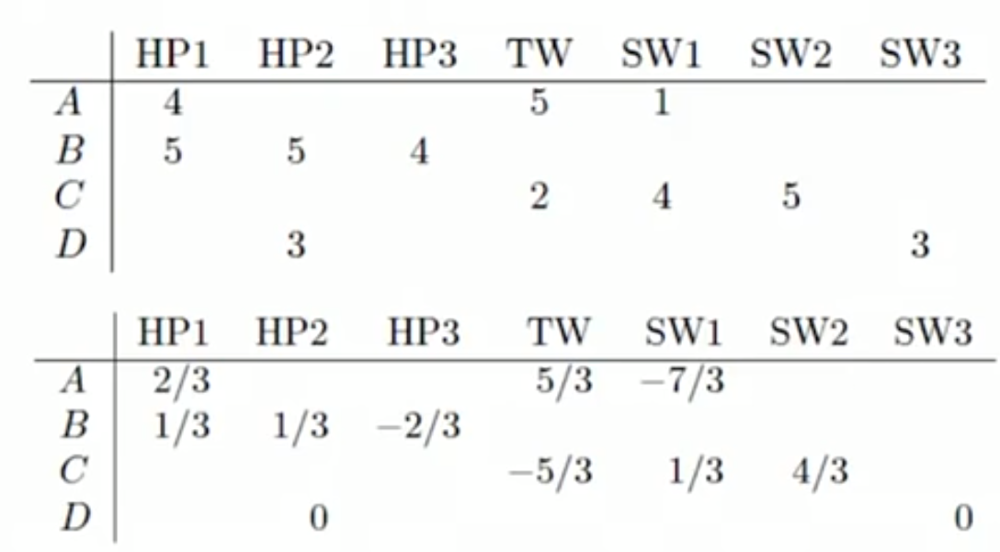 HP1 HP2 HP3 TW SW1 SW2 SW3
A 4 5 1
B 5 5 4
C 2 4 5
D 3 3
HP1 HP2 HP3 TW SW1 SW2 SW3
A 2/3 5/3 −7/3
B 1/3 1/3 −2/3
C −5/3 1/3 4/3
D 0 0